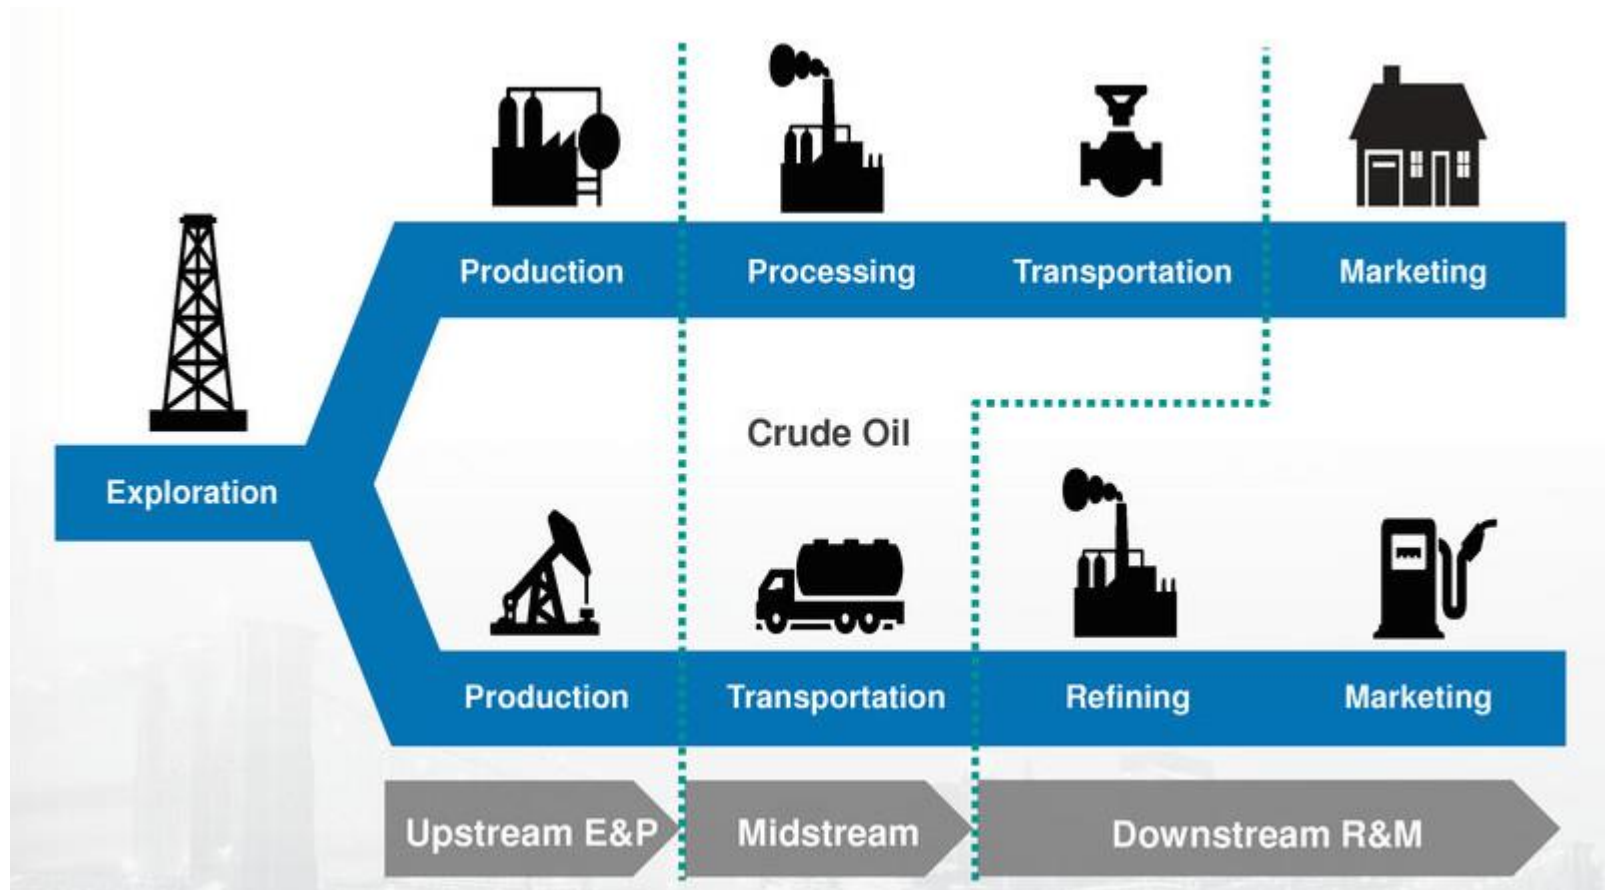 Production
Processing
Transportation
Marketing
Exploration
Crude Oil
Production
Transportation
Refining
Marketing
Upstream E&P
Midstream
Downstream R&M